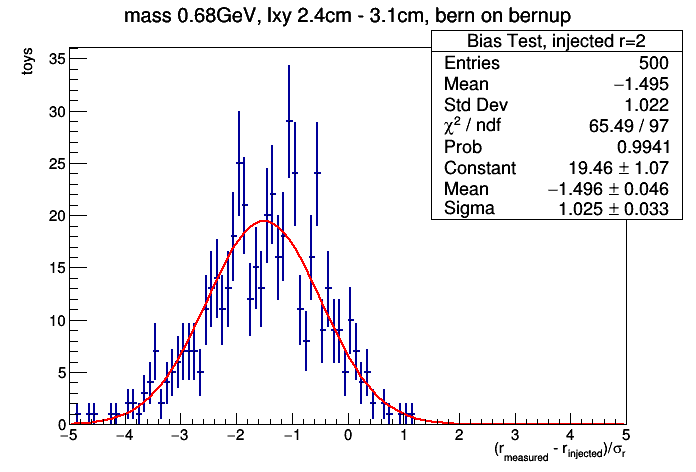 mass 0.68GeV, lxy 2.4cm - 3.1cm, bern on bernup
Bias Test, injected r=2
Entries 500
Mean −1.495
Std Dev 1.022
χ² / ndf 65.49 / 97
Prob 0.9941
Constant 19.46 ± 1.07
Mean −1.496 ± 0.046
Sigma 1.025 ± 0.033
toys
35
30
25
20
15
10
5
0
−5 −4 −3 −2 −1 0 1 2 3 4 5
(r_measured - r_injected)/σ_r